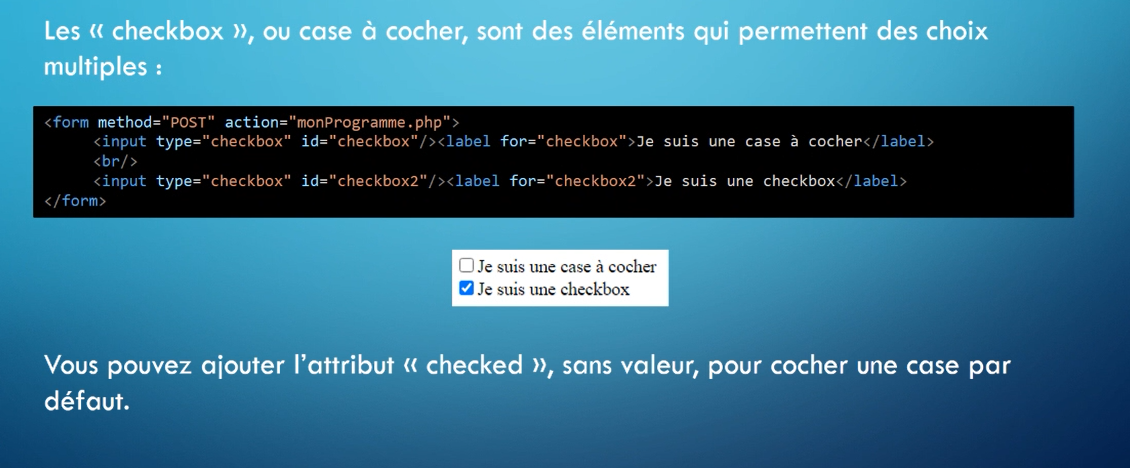 Les « checkbox », ou case à cocher, sont des éléments qui permettent des choix
multiples :
<form method="POST" action="monProgramme.php">
<input type="checkbox" id="checkbox"/><label for="checkbox">Je suis une case à cocher</label>
<br/>
<input type="checkbox" id="checkbox2"/><label for="checkbox2">Je suis une checkbox</label>
</form>
Je suis une case à cocher
Je suis une checkbox
Vous pouvez ajouter l’attribut « checked », sans valeur, pour cocher une case par
défaut.